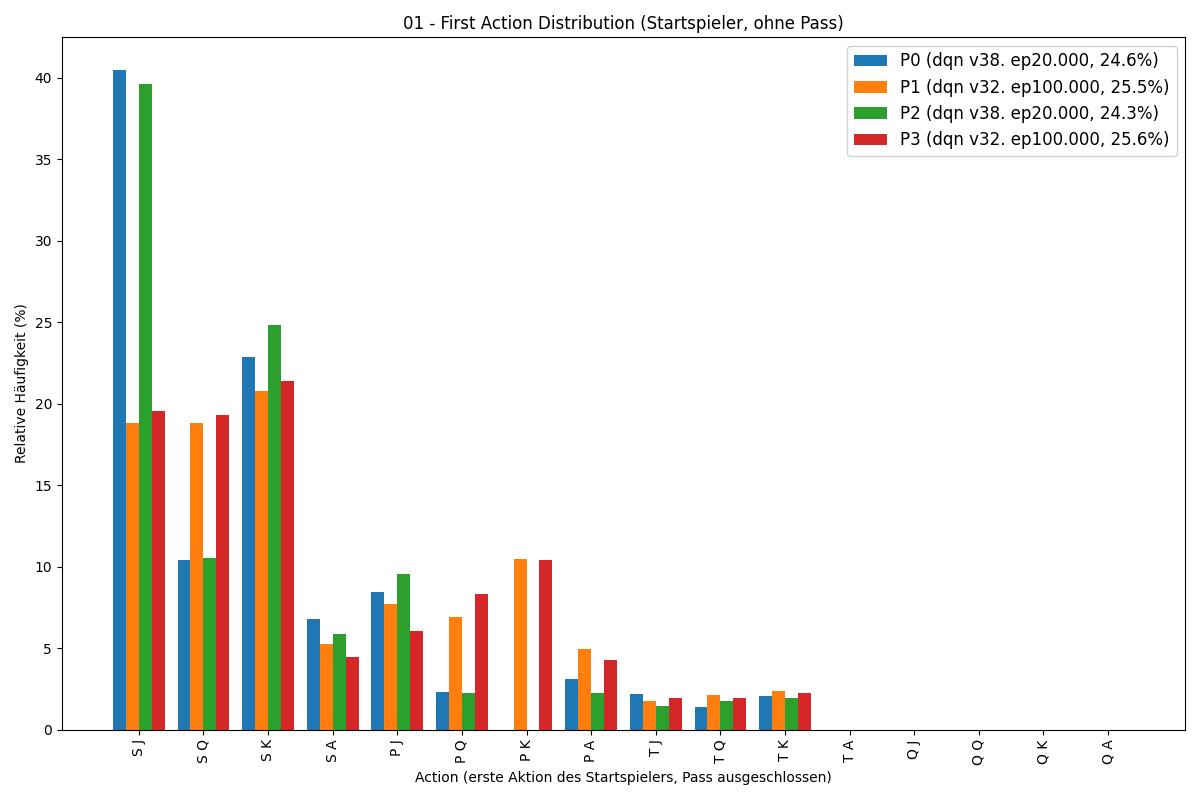 01 - First Action Distribution (Startspieler, ohne Pass)
P0 (dqn v38. ep20.000, 24.6%)
P1 (dqn v32. ep100.000, 25.5%)
P2 (dqn v38. ep20.000, 24.3%)
P3 (dqn v32. ep100.000, 25.6%)
Relative Häufigkeit (%)
40
35
30
25
20
15
10
5
0
S J
S Q
S K
S A
P J
P Q
P K
P A
T J
T Q
T K
T A
Q J
Q Q
Q K
Q A
Action (erste Aktion des Startspielers, Pass ausgeschlossen)